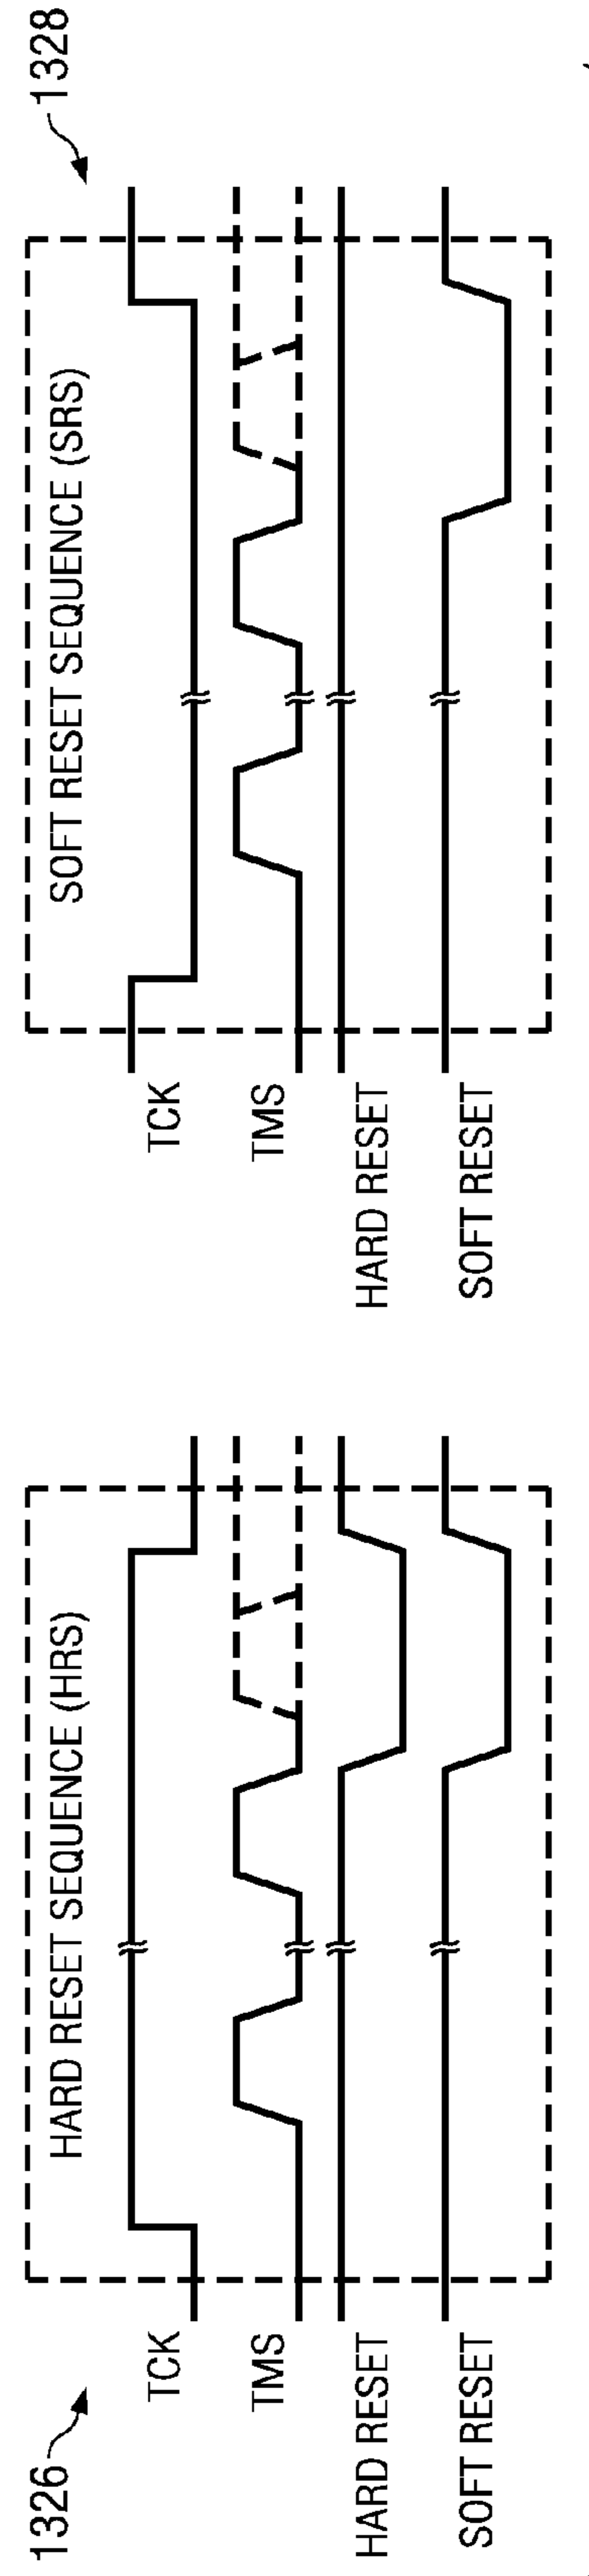 1326
HARD RESET SEQUENCE (HRS)
TCK
TMS
HARD RESET
SOFT RESET
1328
SOFT RESET SEQUENCE (SRS)
TCK
TMS
HARD RESET
SOFT RESET